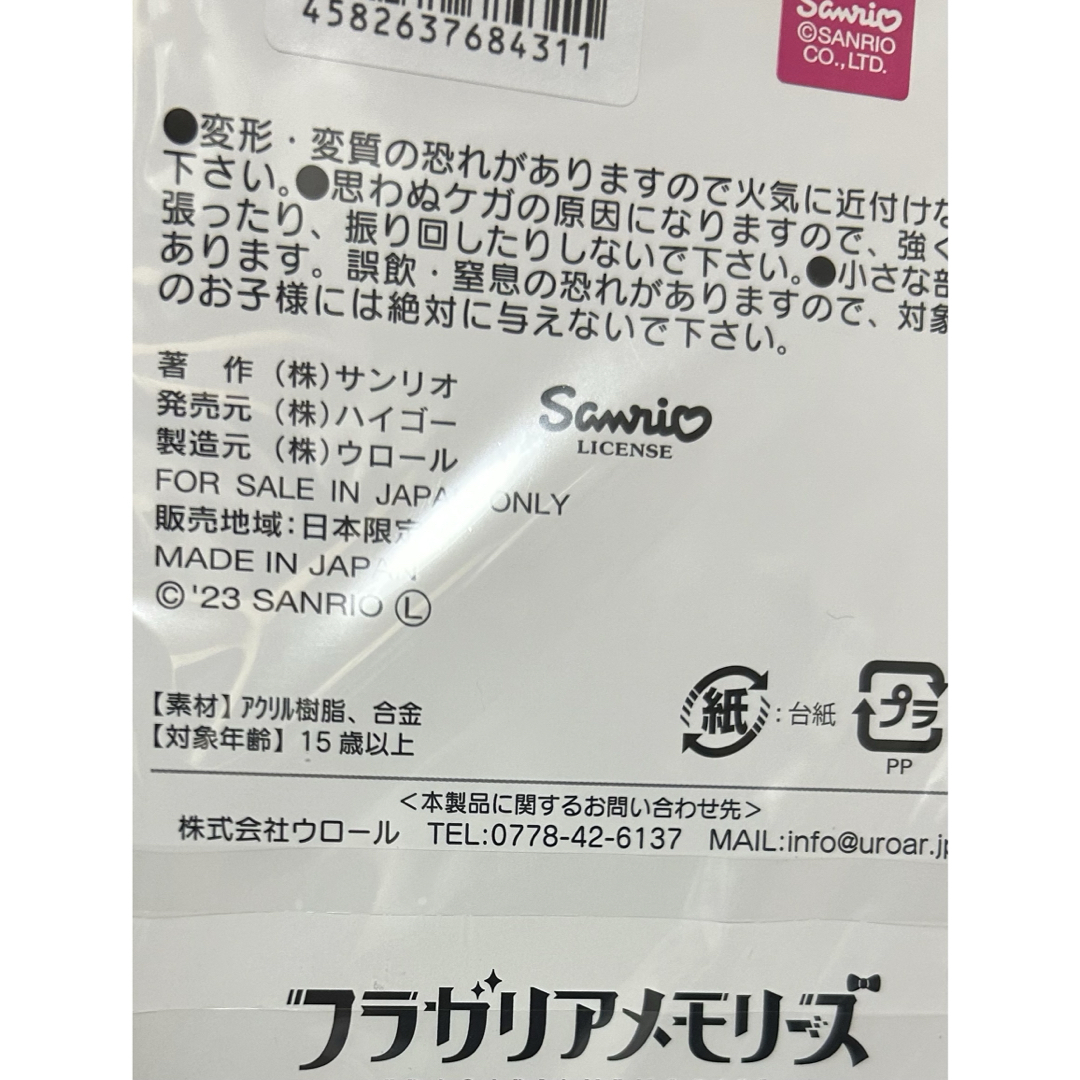 4582637684311
Sanrio
©SANRIO
CO.,LTD.
●変形・変質の恐れがありますので火気に近付けな
下さい。●思わぬケガの原因になりますので、強く
張ったり、振り回したりしないで下さい。●小さな部
あります。誤飲・窒息の恐れがありますので、対象
のお子様には絶対に与えないで下さい。
著　作 (株)サンリオ
発売元 (株)ハイゴー
製造元 (株)ウロール
Sanrio
LICENSE
FOR SALE IN JAPAN ONLY
販売地域:日本限定
MADE IN JAPAN
©'23 SANRIO Ⓛ
【素材】アクリル樹脂、合金
【対象年齢】15歳以上
紙:台紙
プラ
PP
＜本製品に関するお問い合わせ先＞
株式会社ウロール　TEL:0778-42-6137　MAIL:info@uroar.jp
フラガリアメモリーズ